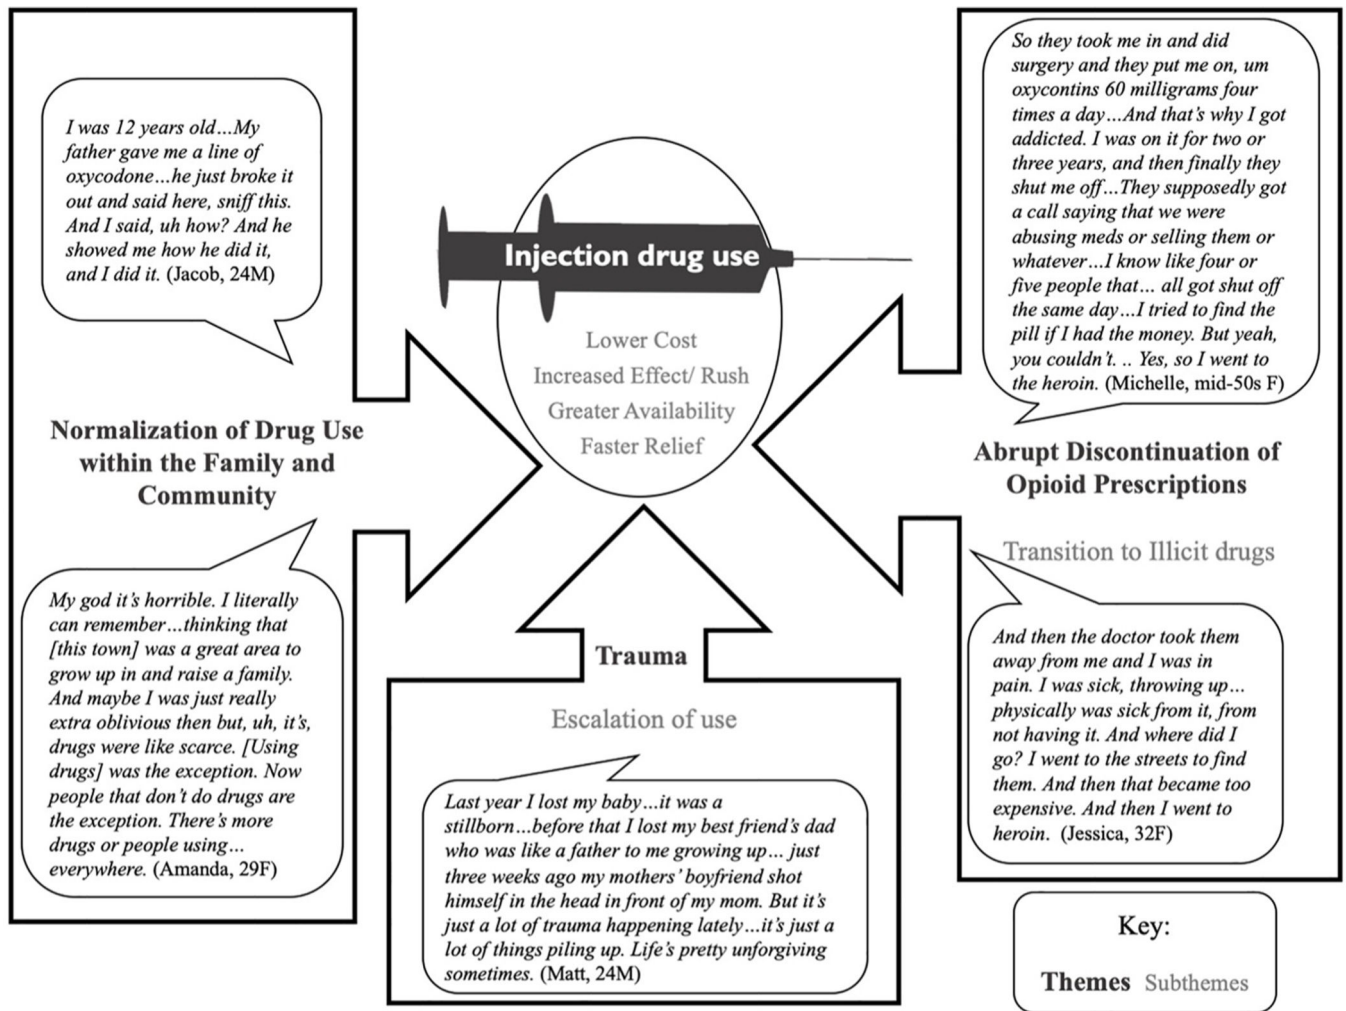 I was 12 years old...My
father gave me a line of
oxycodone...he just broke it
out and said here, sniff this.
And I said, uh how? And he
showed me how he did it,
and I did it. (Jacob, 24M)
Normalization of Drug Use
within the Family and
Community
My god it's horrible. I literally
can remember...thinking that
[this town] was a great area to
grow up in and raise a family.
And maybe I was just really
extra oblivious then but, uh, it's,
drugs were like scarce. [Using
drugs] was the exception. Now
people that don't do drugs are
the exception. There's more
drugs or people using...
everywhere. (Amanda, 29F)
Injection drug use
Lower Cost
Increased Effect/ Rush
Greater Availability
Faster Relief
Trauma
Escalation of use
Last year I lost my baby...it was a
stillborn...before that I lost my best friend's dad
who was like a father to me growing up... just
three weeks ago my mothers' boyfriend shot
himself in the head in front of my mom. But it's
just a lot of trauma happening lately...it's just a
lot of things piling up. Life's pretty unforgiving
sometimes. (Matt, 24M)
So they took me in and did
surgery and they put me on, um
oxycontins 60 milligrams four
times a day...And that's why I got
addicted. I was on it for two or
three years, and then finally they
shut me off...They supposedly got
a call saying that we were
abusing meds or selling them or
whatever...I know like four or
five people that... all got shut off
the same day...I tried to find the
pill if I had the money. But yeah,
you couldn't. .. Yes, so I went to
the heroin. (Michelle, mid-50s F)
Abrupt Discontinuation of
Opioid Prescriptions
Transition to Illicit drugs
And then the doctor took them
away from me and I was in
pain. I was sick, throwing up...
physically was sick from it, from
not having it. And where did I
go? I went to the streets to find
them. And then that became too
expensive. And then I went to
heroin. (Jessica, 32F)
Key:
Themes Subthemes